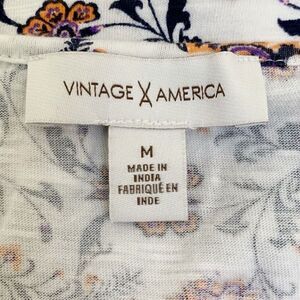 VINTAGE AMERICA
M
MADE IN
INDIA
FABRIQUÉ EN
INDE